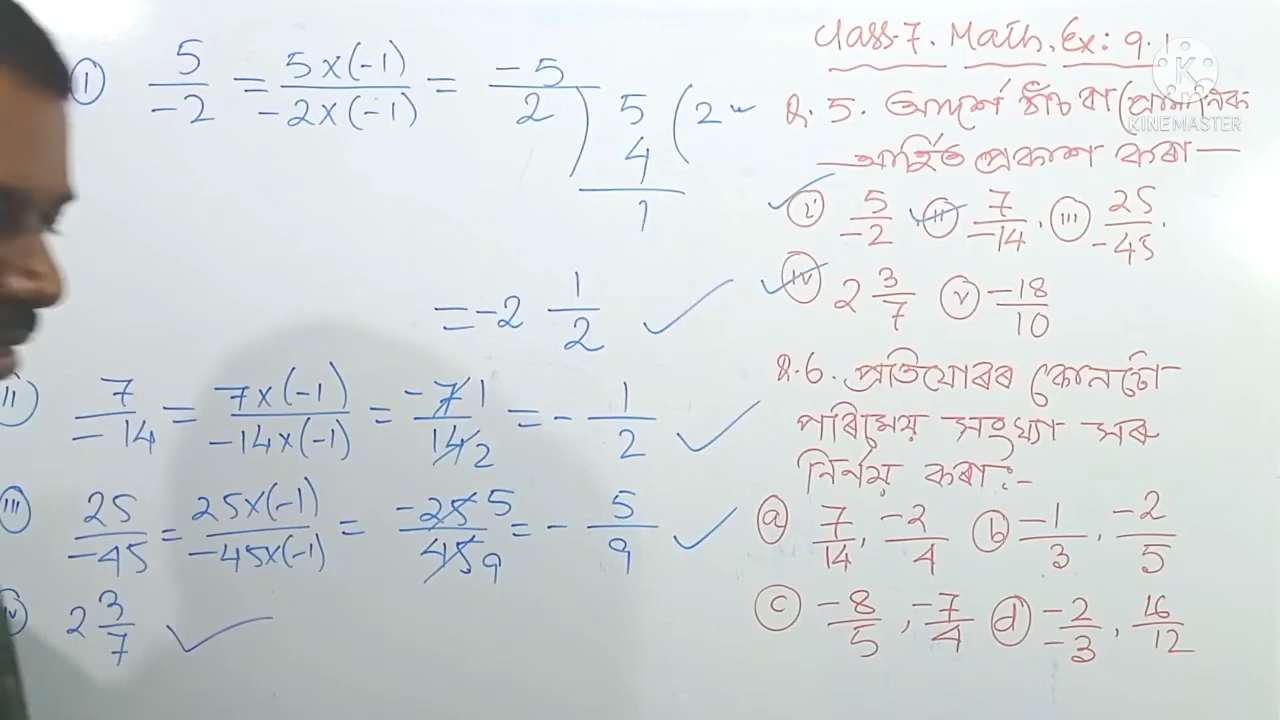 Class-7. Math. Ex: 9.1
Q. 5. আদৰ্শ ৰূপত বা (প্ৰামাণিক
আৰ্হিত প্ৰকাশ কৰা—
(i) 5/-2 (ii) 7/-14. (iii) 25/-45.
(iv) 2 3/7 (v) -18/10
Q.6. প্ৰতিযোৰৰ কোনটো
পৰিমেয় সংখ্যা সৰু
নিৰ্ণয় কৰা:-
(a) 7/14, -2/4 (b) -1/3, -2/5
(c) -8/5, -7/4 (d) -2/-3, 16/12
(i) 5/-2 = 5×(-1)/-2×(-1) = -5/2 ) 5 ( 2
4
1
= -2 1/2
(ii) 7/-14 = 7×(-1)/-14×(-1) = -7 1/14 2 = - 1/2
(iii) 25/-45 = 25×(-1)/-45×(-1) = -25 5/45 9 = - 5/9
(iv) 2 3/7
KINEMASTER